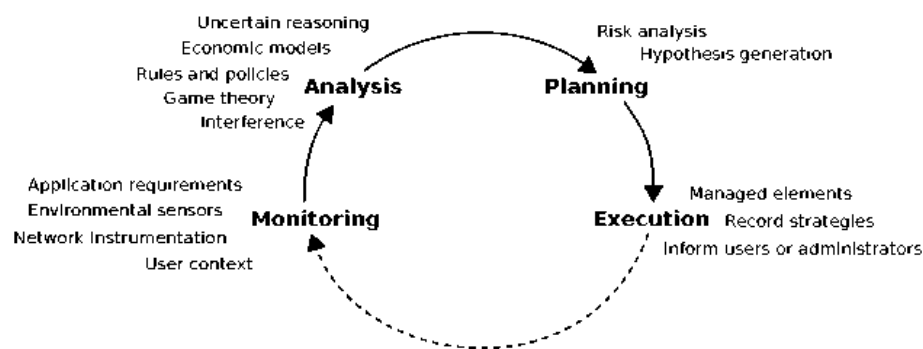 Uncertain reasoning
Economic models
Rules and policies
Game theory
Interference
Analysis
Risk analysis
Hypothesis generation
Planning
Application requirements
Environmental sensors
Network Instrumentation
User context
Monitoring
Managed elements
Record strategies
Inform users or administrators
Execution